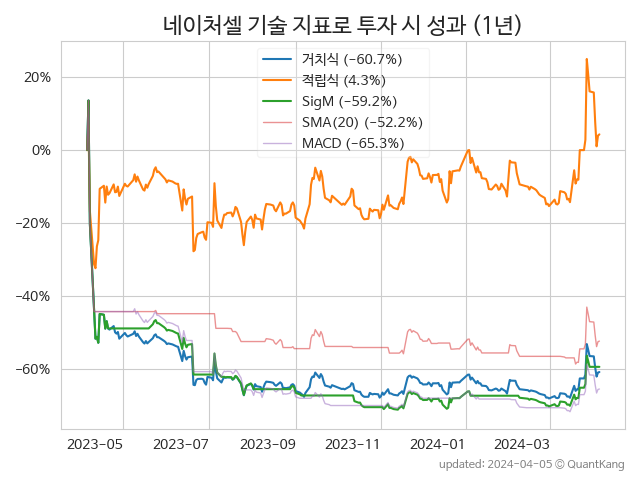 네이처셀 기술 지표로 투자 시 성과 (1년)
거치식 (−60.7%)
적립식 (4.3%)
SigM (−59.2%)
SMA(20) (−52.2%)
MACD (−65.3%)
20%
0%
−20%
−40%
−60%
2023−05 2023−07 2023−09 2023−11 2024−01 2024−03
updated: 2024−04−05 © QuantKang